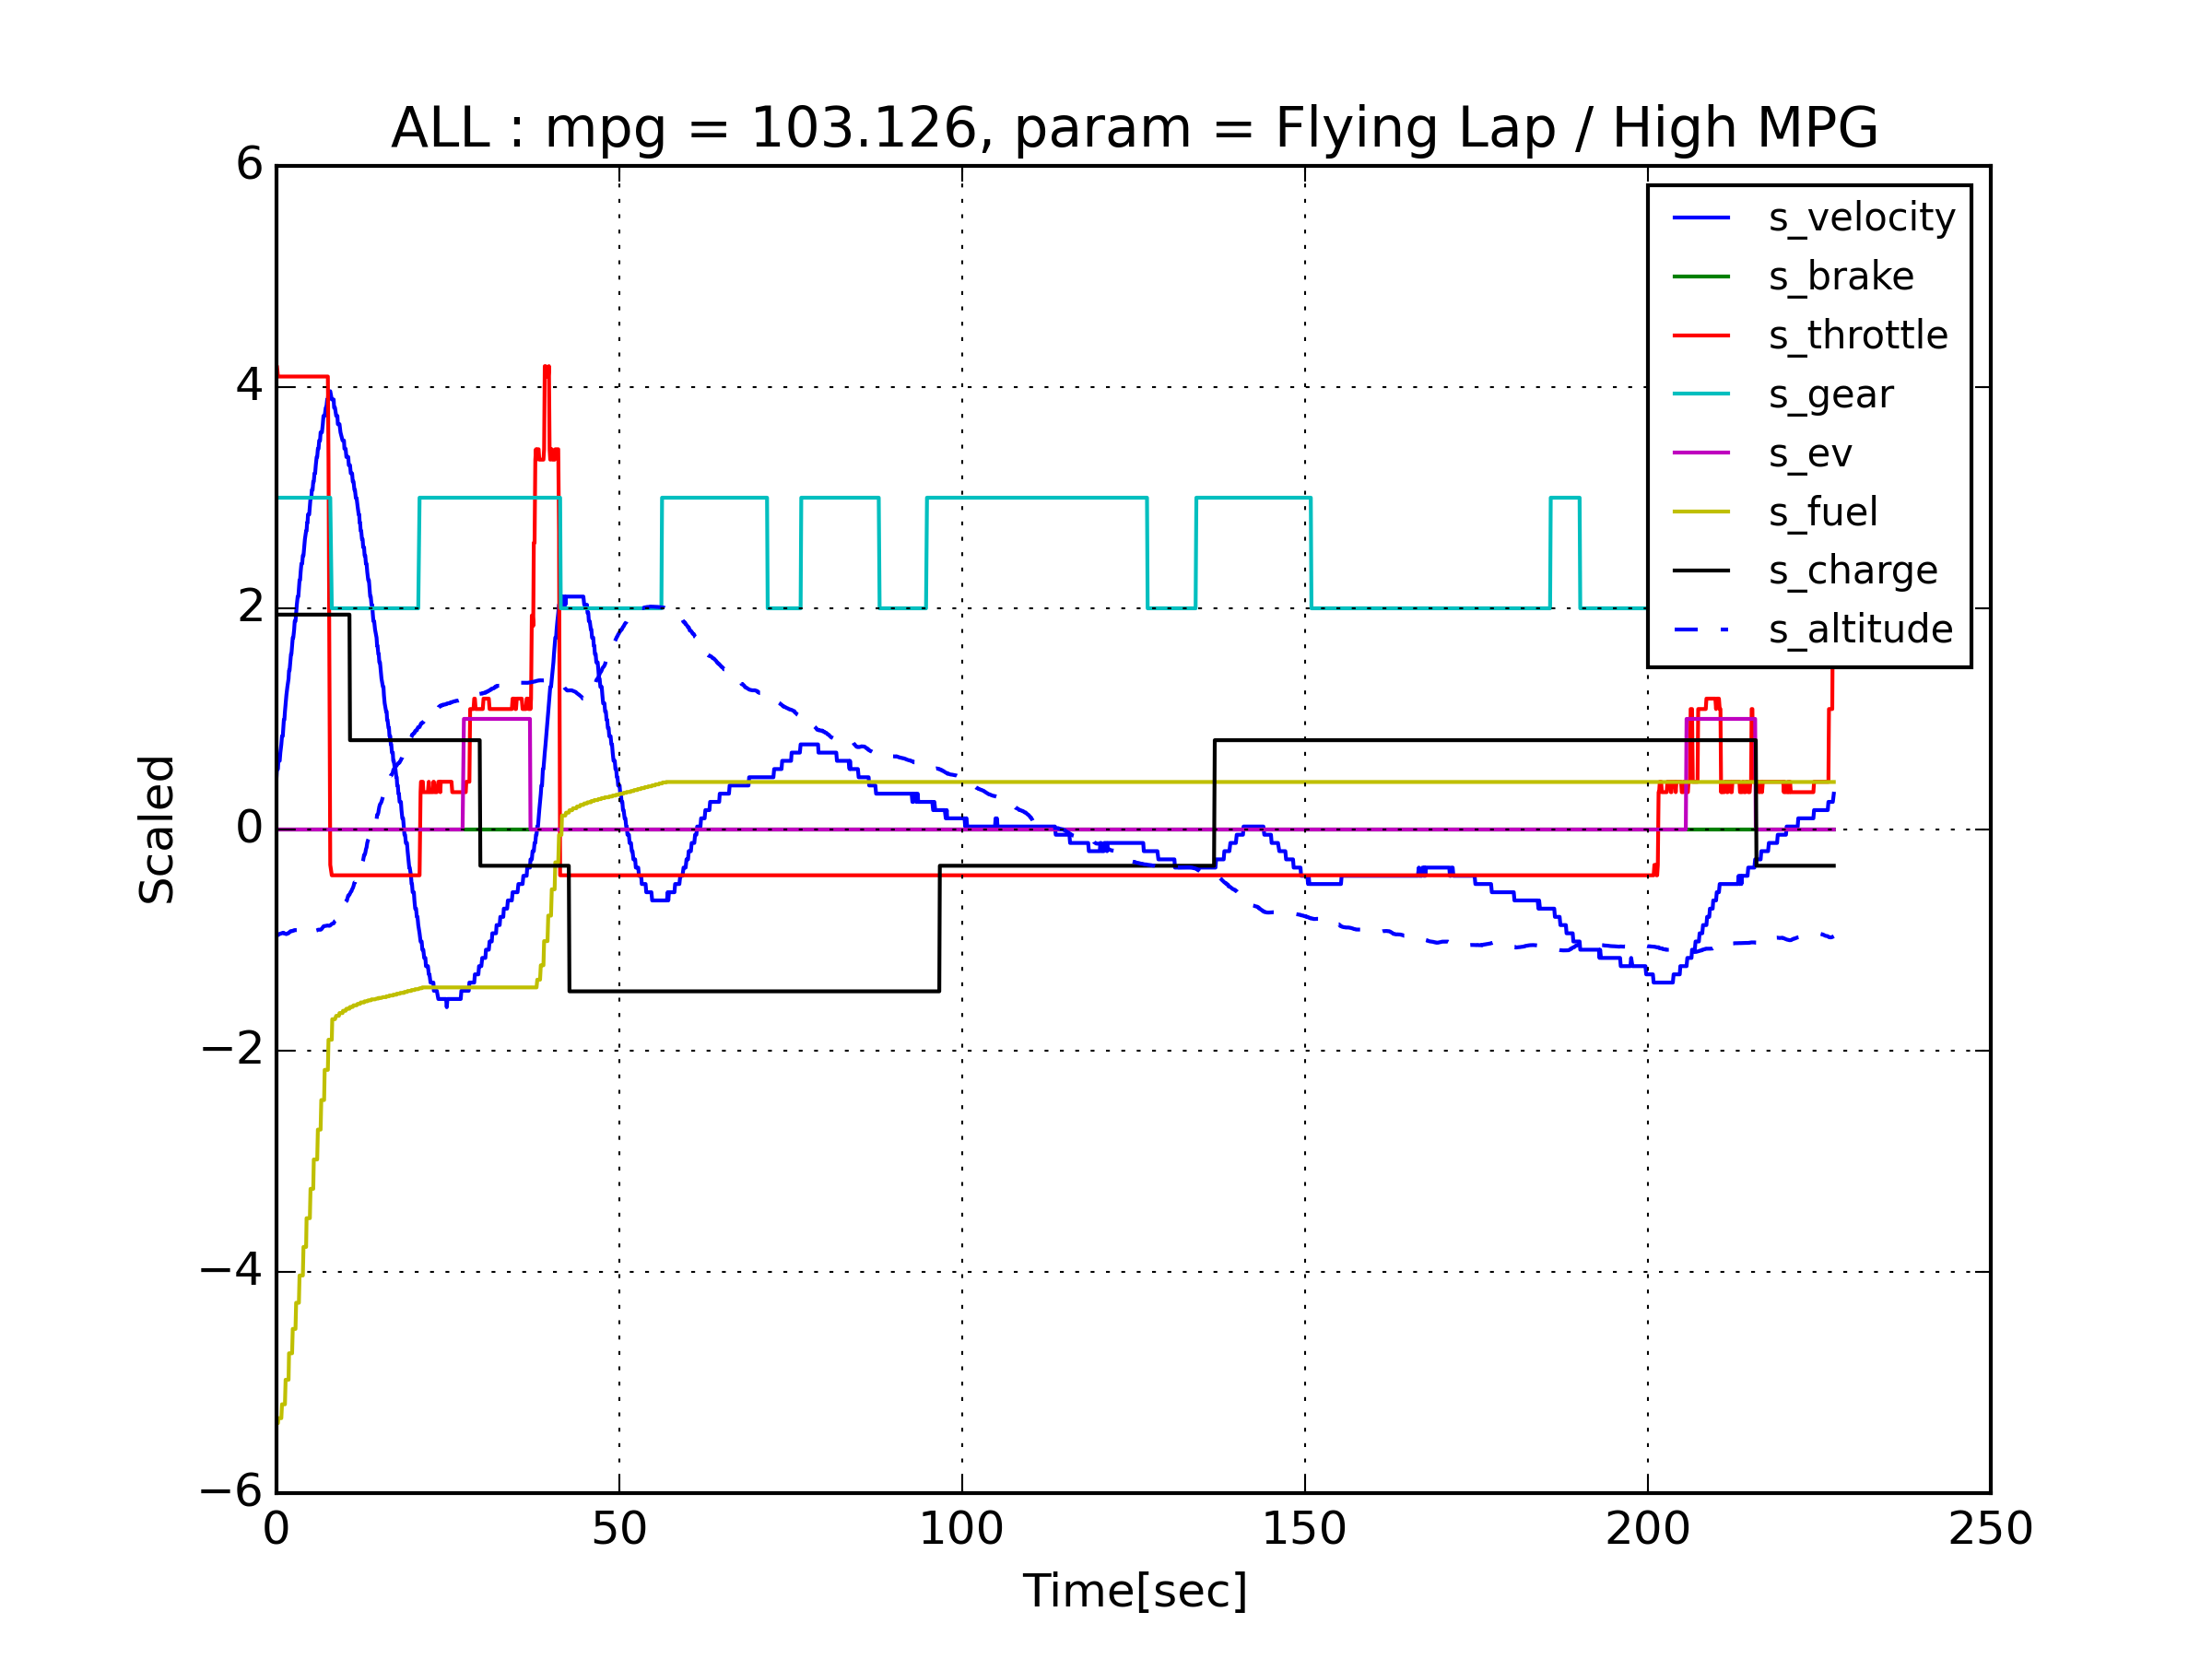 ALL : mpg = 103.126, param = Flying Lap / High MPG
6
4
2
0
−2
−4
−6
Scaled
s_velocity
s_brake
s_throttle
s_gear
s_ev
s_fuel
s_charge
s_altitude
0 50 100 150 200 250
Time[sec]